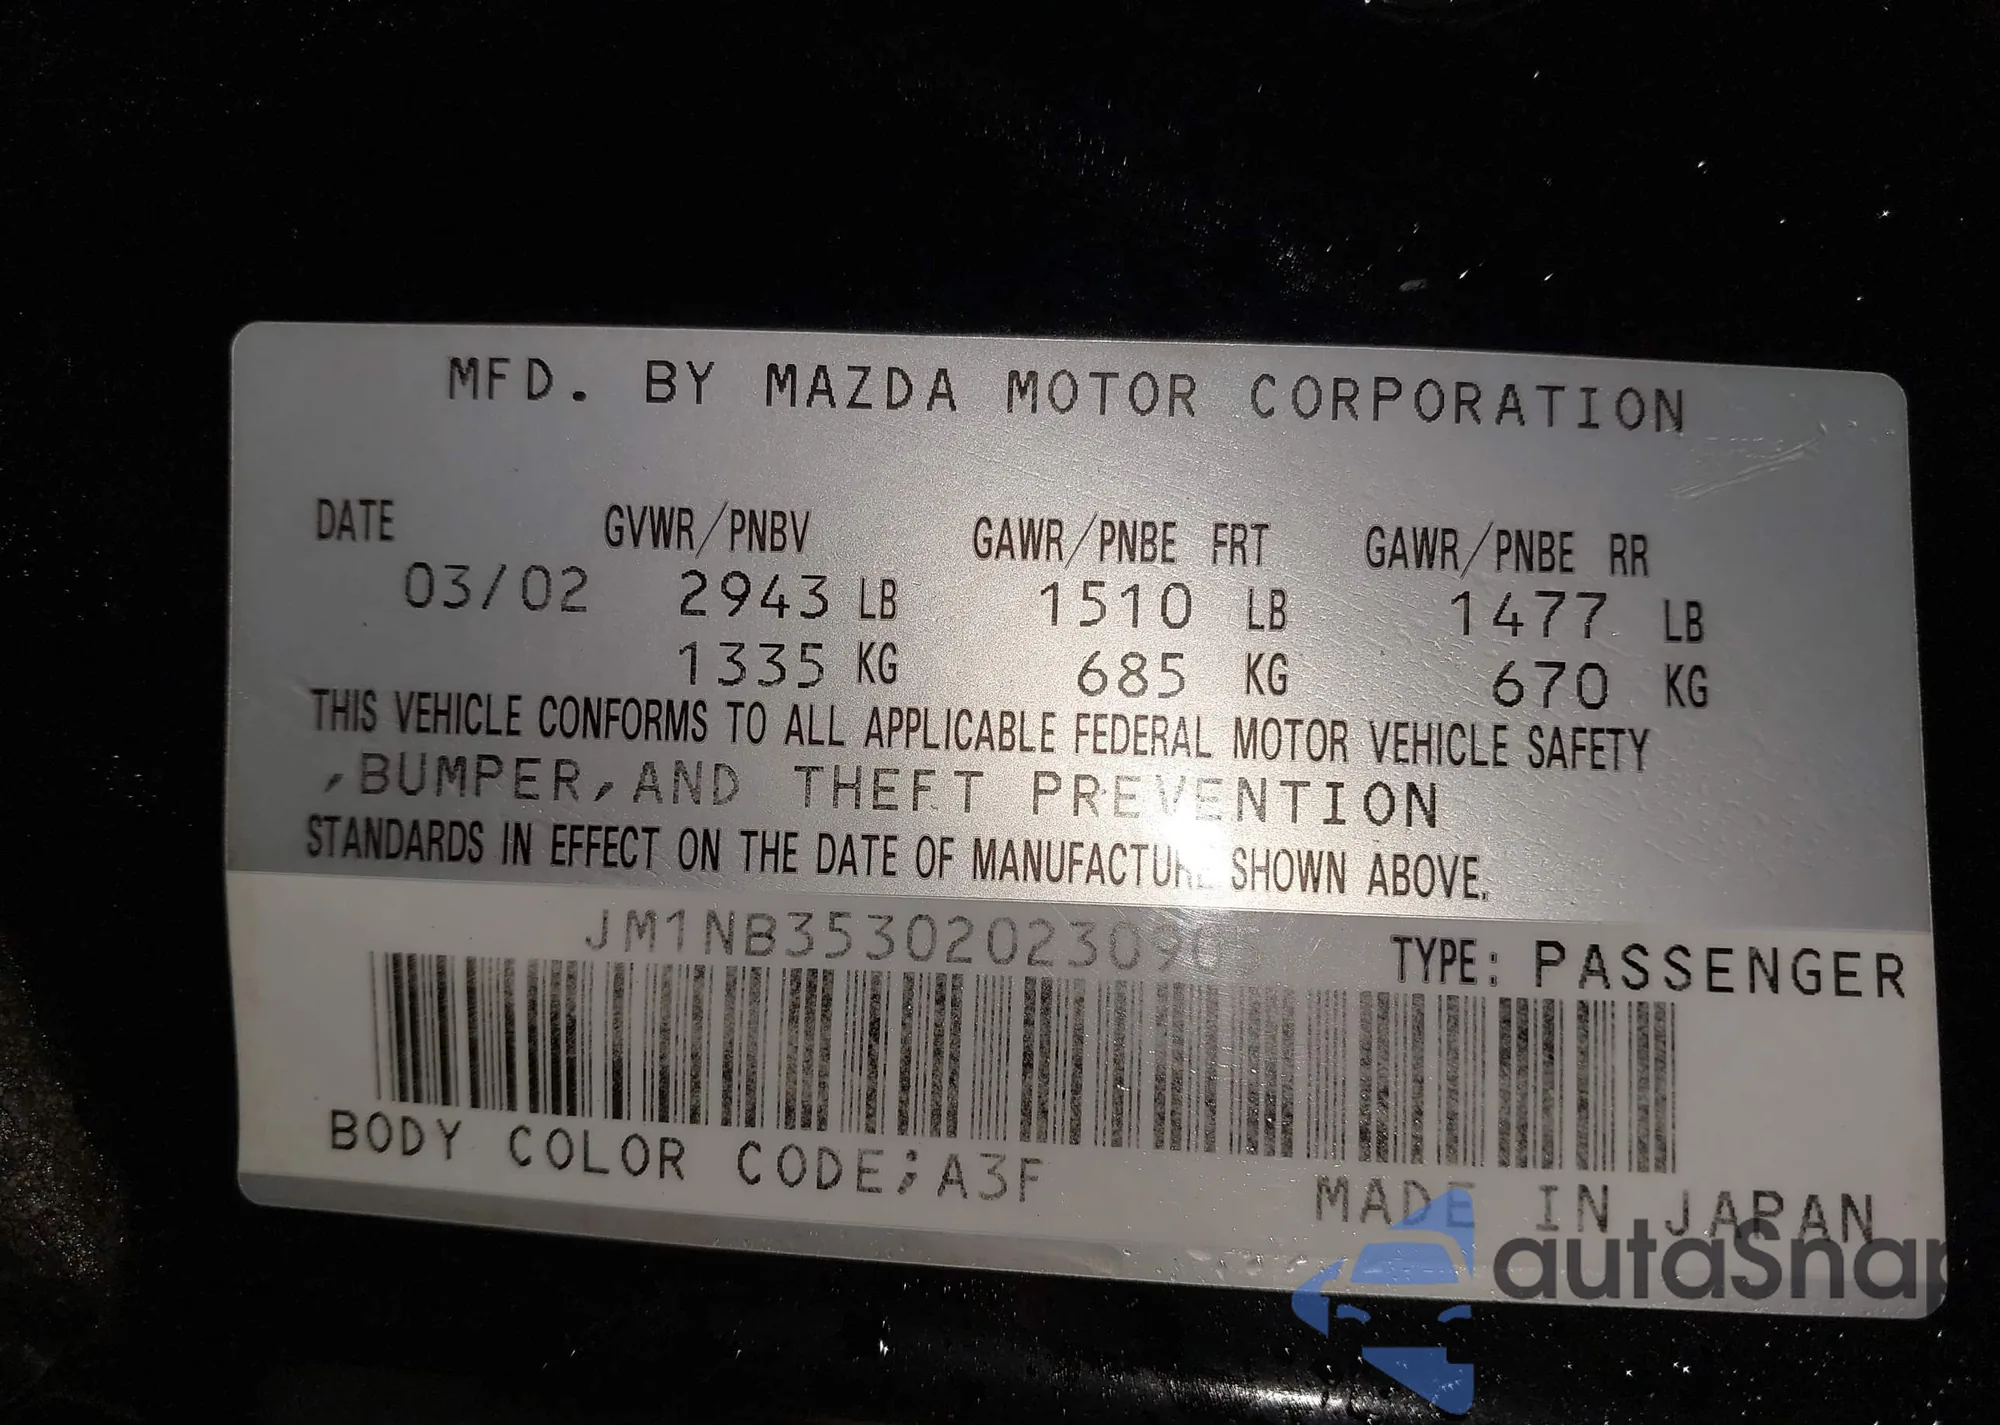 MFD. BY MAZDA MOTOR CORPORATION
DATE GVWR/PNBV GAWR/PNBE FRT GAWR/PNBE RR
03/02 2943 LB 1510 LB 1477 LB
1335 KG 685 KG 670 KG
THIS VEHICLE CONFORMS TO ALL APPLICABLE FEDERAL MOTOR VEHICLE SAFETY
,BUMPER,AND THEFT PREVENTION
STANDARDS IN EFFECT ON THE DATE OF MANUFACTURE SHOWN ABOVE.
JM1NB353020230905 TYPE: PASSENGER
BODY COLOR CODE;A3F
MADE IN JAPAN
autaSnap